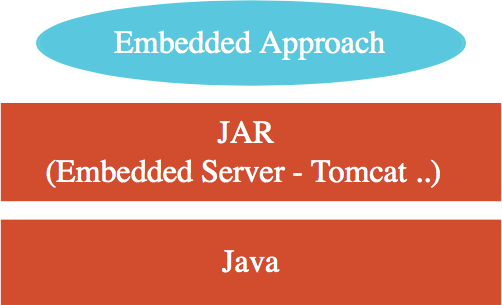 Embedded Approach
JAR
(Embedded Server - Tomcat ..)
Java